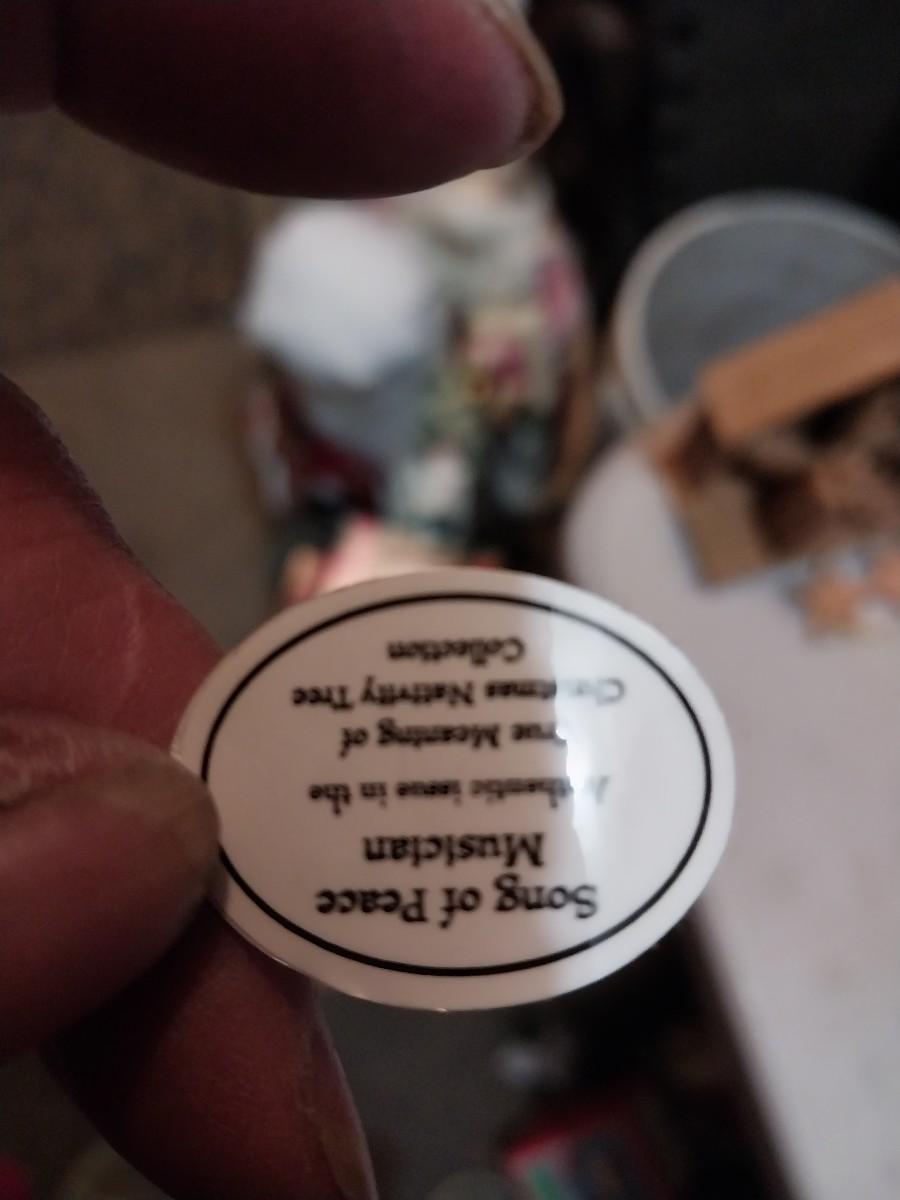 Song of Peace
Musician
Authentic issue in the
True Meaning of
Christmas Nativity Tree
Collection